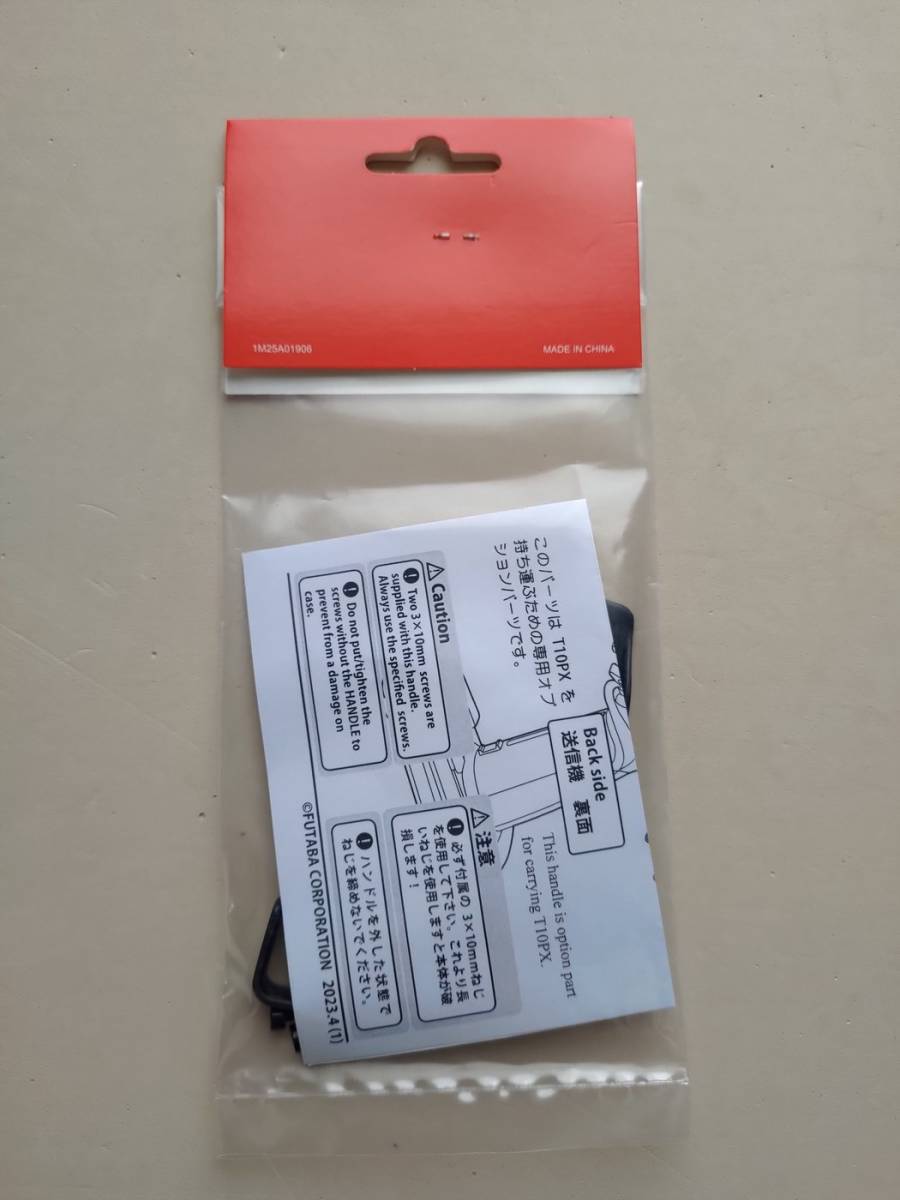 1M25A01906
MADE IN CHINA
このパーツは T10PX を
持ち運ぶための専用オプ
ションパーツです。
Back side
送信機 裏面
This handle is option part
for carrying T10PX.
Caution
Two 3×10mm screws are
supplied with this handle.
Always use the specified screws.
Do not put/tighten the
screws without the HANDLE to
prevent from a damage on
case.
注意
必ず付属の 3×10mmねじ
を使用して下さい。これより長
いねじを使用しますと本体が破
損します！
ハンドルを外した状態で
ねじを締めないでください。
©FUTABA CORPORATION 2023.4 (1)